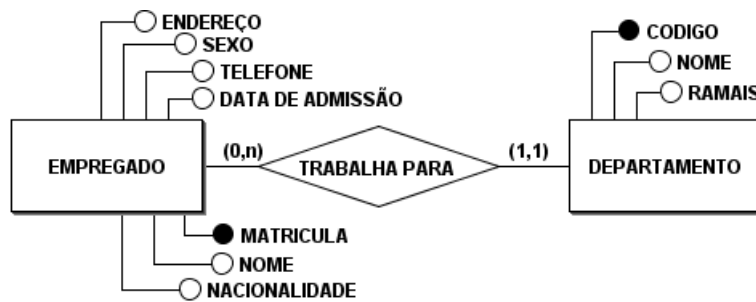 ENDEREÇO
SEXO
TELEFONE
DATA DE ADMISSÃO
CODIGO
NOME
RAMAIS
EMPREGADO
(0,n)
TRABALHA PARA
(1,1)
DEPARTAMENTO
MATRICULA
NOME
NACIONALIDADE